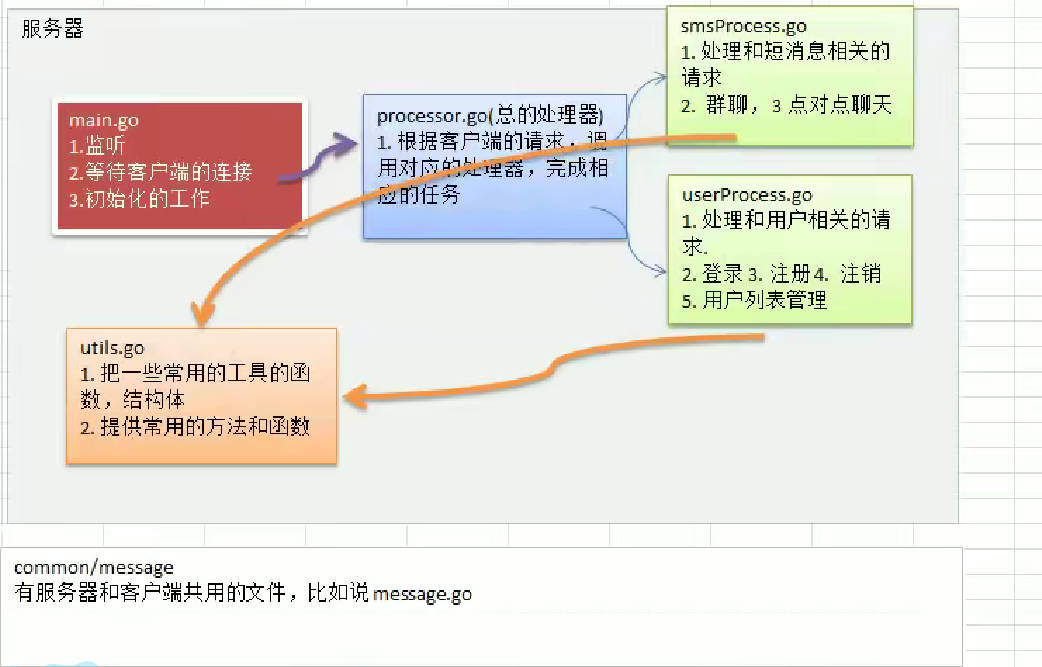 服务器
main.go
1.监听
2.等待客户端的连接
3.初始化的工作
processor.go(总的处理器)
1. 根据客户端的请求，调
用对应的处理器，完成相
应的任务
smsProcess.go
1. 处理和短消息相关的
请求
2. 群聊，3 点对点聊天
userProcess.go
1. 处理和用户相关的请
求.
2. 登录 3. 注册 4. 注销
5. 用户列表管理
utils.go
1. 把一些常用的工具的函
数，结构体
2. 提供常用的方法和函数
common/message
有服务器和客户端共用的文件，比如说 message.go